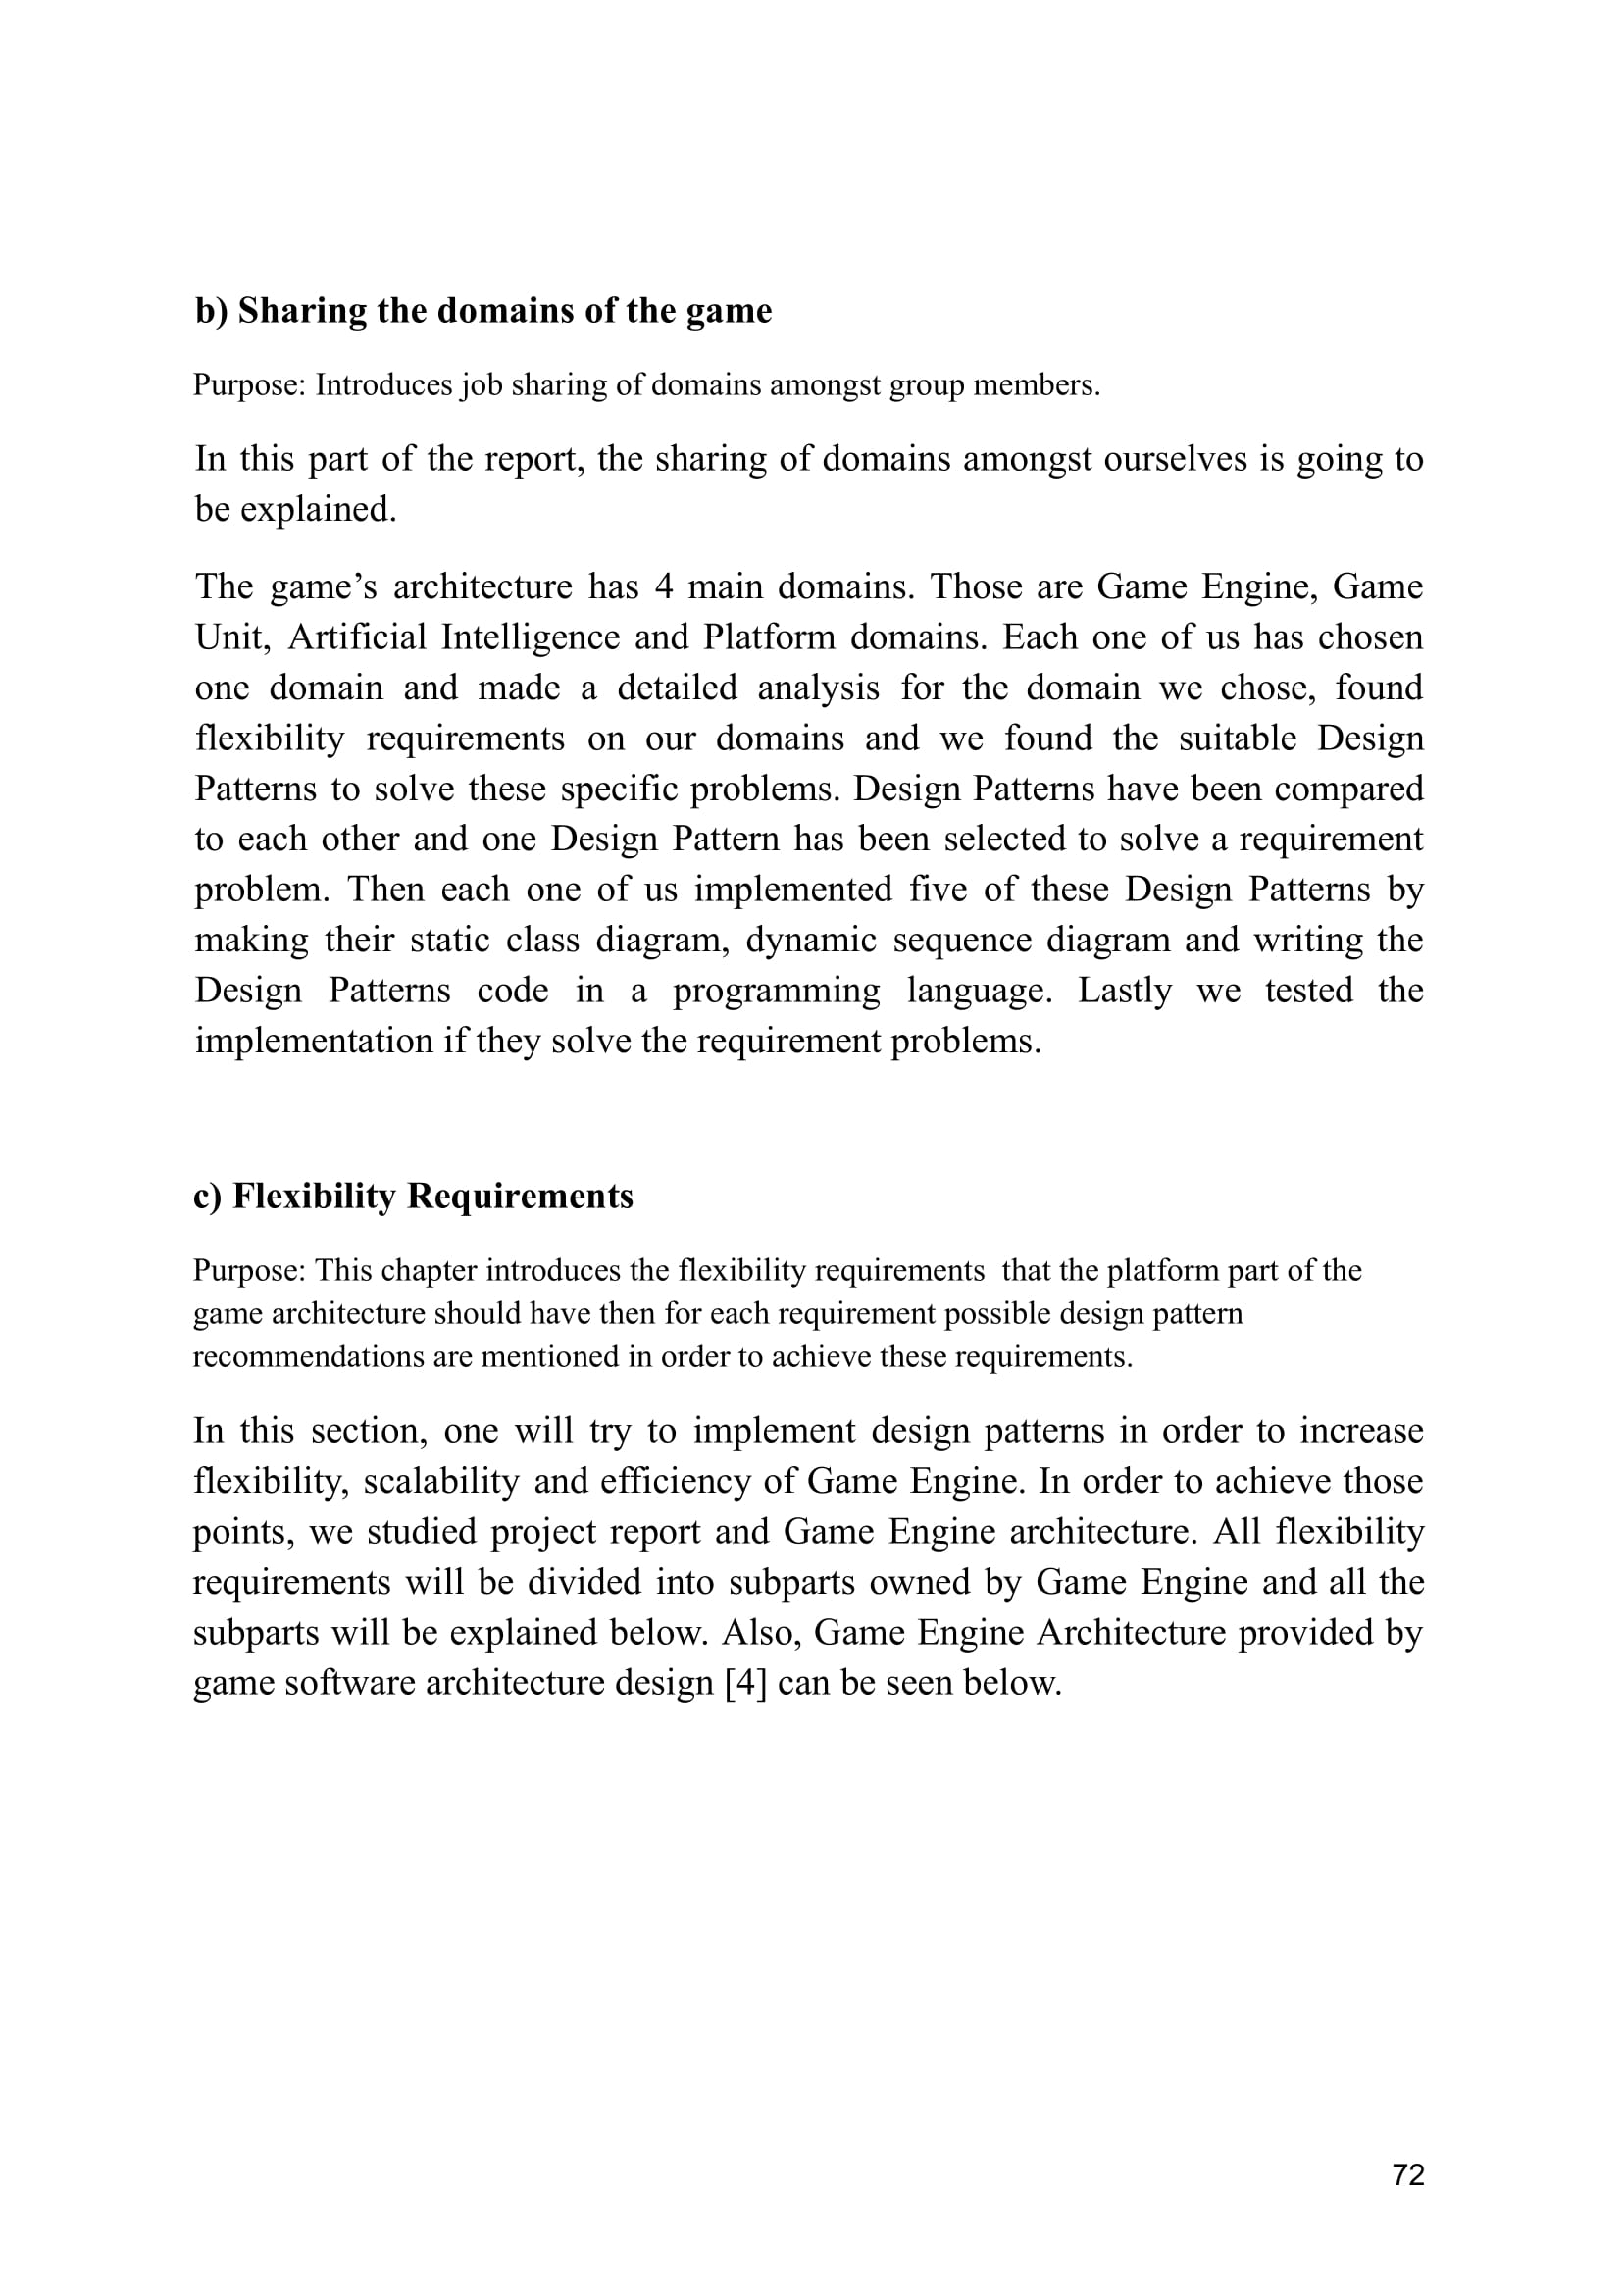 b) Sharing the domains of the game
Purpose: Introduces job sharing of domains amongst group members.
In this part of the report, the sharing of domains amongst ourselves is going to
be explained.
The game’s architecture has 4 main domains. Those are Game Engine, Game
Unit, Artificial Intelligence and Platform domains. Each one of us has chosen
one domain and made a detailed analysis for the domain we chose, found
flexibility requirements on our domains and we found the suitable Design
Patterns to solve these specific problems. Design Patterns have been compared
to each other and one Design Pattern has been selected to solve a requirement
problem. Then each one of us implemented five of these Design Patterns by
making their static class diagram, dynamic sequence diagram and writing the
Design Patterns code in a programming language. Lastly we tested the
implementation if they solve the requirement problems.
c) Flexibility Requirements
Purpose: This chapter introduces the flexibility requirements  that the platform part of the
game architecture should have then for each requirement possible design pattern
recommendations are mentioned in order to achieve these requirements.
In this section, one will try to implement design patterns in order to increase
flexibility, scalability and efficiency of Game Engine. In order to achieve those
points, we studied project report and Game Engine architecture. All flexibility
requirements will be divided into subparts owned by Game Engine and all the
subparts will be explained below. Also, Game Engine Architecture provided by
game software architecture design [4] can be seen below.
72